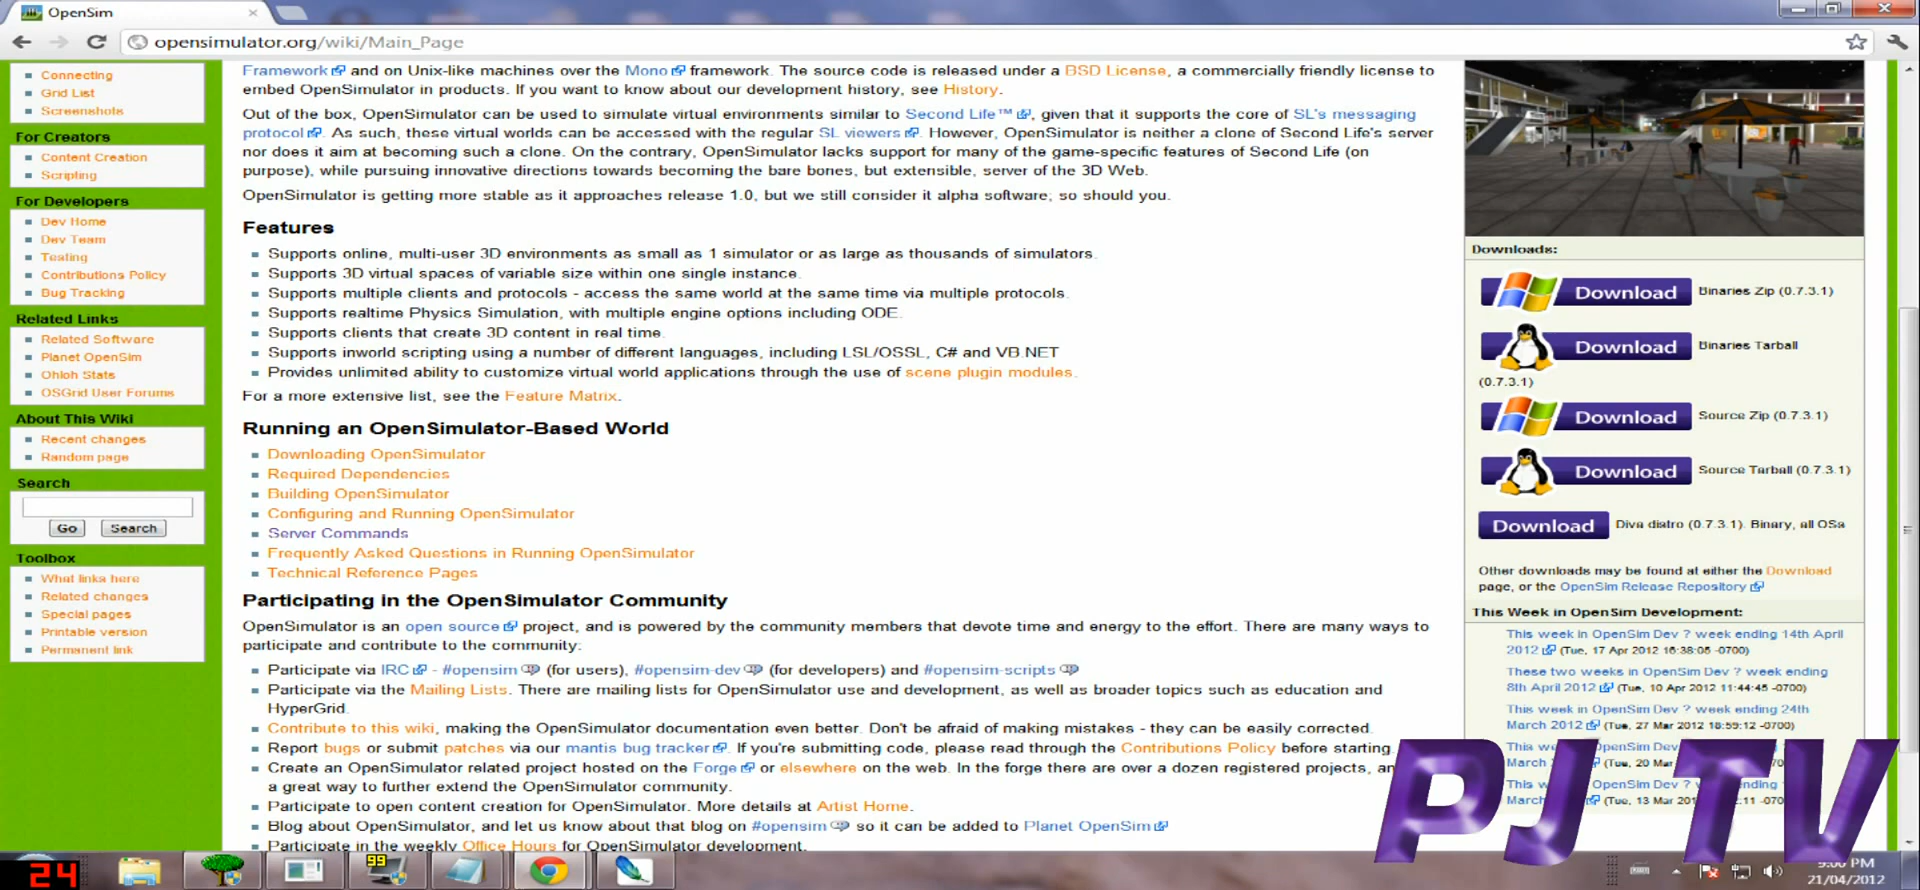 OpenSim
opensimulator.org/wiki/Main_Page
Connecting
Grid List
Screenshots
For Creators
Content Creation
Scripting
For Developers
Dev Home
Dev Team
Testing
Contributions Policy
Bug Tracking
Related Links
Related Software
Planet OpenSim
Ohloh Stats
OSGrid User Forums
About This Wiki
Recent changes
Random page
Search
Go Search
Toolbox
What links here
Related changes
Special pages
Printable version
Permanent link
Framework and on Unix-like machines over the Mono framework. The source code is released under a BSD License, a commercially friendly license to
embed OpenSimulator in products. If you want to know about our development history, see History.
Out of the box, OpenSimulator can be used to simulate virtual environments similar to Second Life™, given that it supports the core of SL's messaging
protocol. As such, these virtual worlds can be accessed with the regular SL viewers. However, OpenSimulator is neither a clone of Second Life's server
nor does it aim at becoming such a clone. On the contrary, OpenSimulator lacks support for many of the game-specific features of Second Life (on
purpose), while pursuing innovative directions towards becoming the bare bones, but extensible, server of the 3D Web.
OpenSimulator is getting more stable as it approaches release 1.0, but we still consider it alpha software; so should you.
Features
Supports online, multi-user 3D environments as small as 1 simulator or as large as thousands of simulators.
Supports 3D virtual spaces of variable size within one single instance.
Supports multiple clients and protocols - access the same world at the same time via multiple protocols.
Supports realtime Physics Simulation, with multiple engine options including ODE.
Supports clients that create 3D content in real time.
Supports inworld scripting using a number of different languages, including LSL/OSSL, C# and VB.NET
Provides unlimited ability to customize virtual world applications through the use of scene plugin modules.
For a more extensive list, see the Feature Matrix.
Running an OpenSimulator-Based World
Downloading OpenSimulator
Required Dependencies
Building OpenSimulator
Configuring and Running OpenSimulator
Server Commands
Frequently Asked Questions in Running OpenSimulator
Technical Reference Pages
Participating in the OpenSimulator Community
OpenSimulator is an open source project, and is powered by the community members that devote time and energy to the effort. There are many ways to
participate and contribute to the community:
Participate via IRC - #opensim (for users), #opensim-dev (for developers) and #opensim-scripts
Participate via the Mailing Lists. There are mailing lists for OpenSimulator use and development, as well as broader topics such as education and
HyperGrid.
Contribute to this wiki, making the OpenSimulator documentation even better. Don't be afraid of making mistakes - they can be easily corrected.
Report bugs or submit patches via our mantis bug tracker. If you're submitting code, please read through the Contributions Policy before starting.
Create an OpenSimulator related project hosted on the Forge or elsewhere on the web. In the forge there are over a dozen registered projects,
a great way to further extend the OpenSimulator community.
Participate to open content creation for OpenSimulator. More details at Artist Home.
Blog about OpenSimulator, and let us know about that blog on #opensim so it can be added to Planet OpenSim
Participate in the weekly Office Hours for OpenSimulator development.
Downloads:
Download Binaries Zip (0.7.3.1)
Download Binaries Tarball
(0.7.3.1)
Download Source Zip (0.7.3.1)
Download Source Tarball (0.7.3.1)
Download Diva distro (0.7.3.1). Binary, all OSs
Other downloads may be found at either the Download
page, or the OpenSim Release Repository
This Week in OpenSim Development:
This week in OpenSim Dev ? week ending 14th April
2012 (Tue, 17 Apr 2012 16:38:05 -0700)
These two weeks in OpenSim Dev ? week ending
8th April 2012 (Tue, 10 Apr 2012 11:44:45 -0700)
This week in OpenSim Dev ? week ending 24th
March 2012 (Tue, 27 Mar 2012 18:59:12 -0700)
This OpenSim Dev
(Tue, 20 Mar
This OpenSim Dev ?
March (Tue, 13 Mar
PJ TV
24
99
9:00 PM
21/04/2012